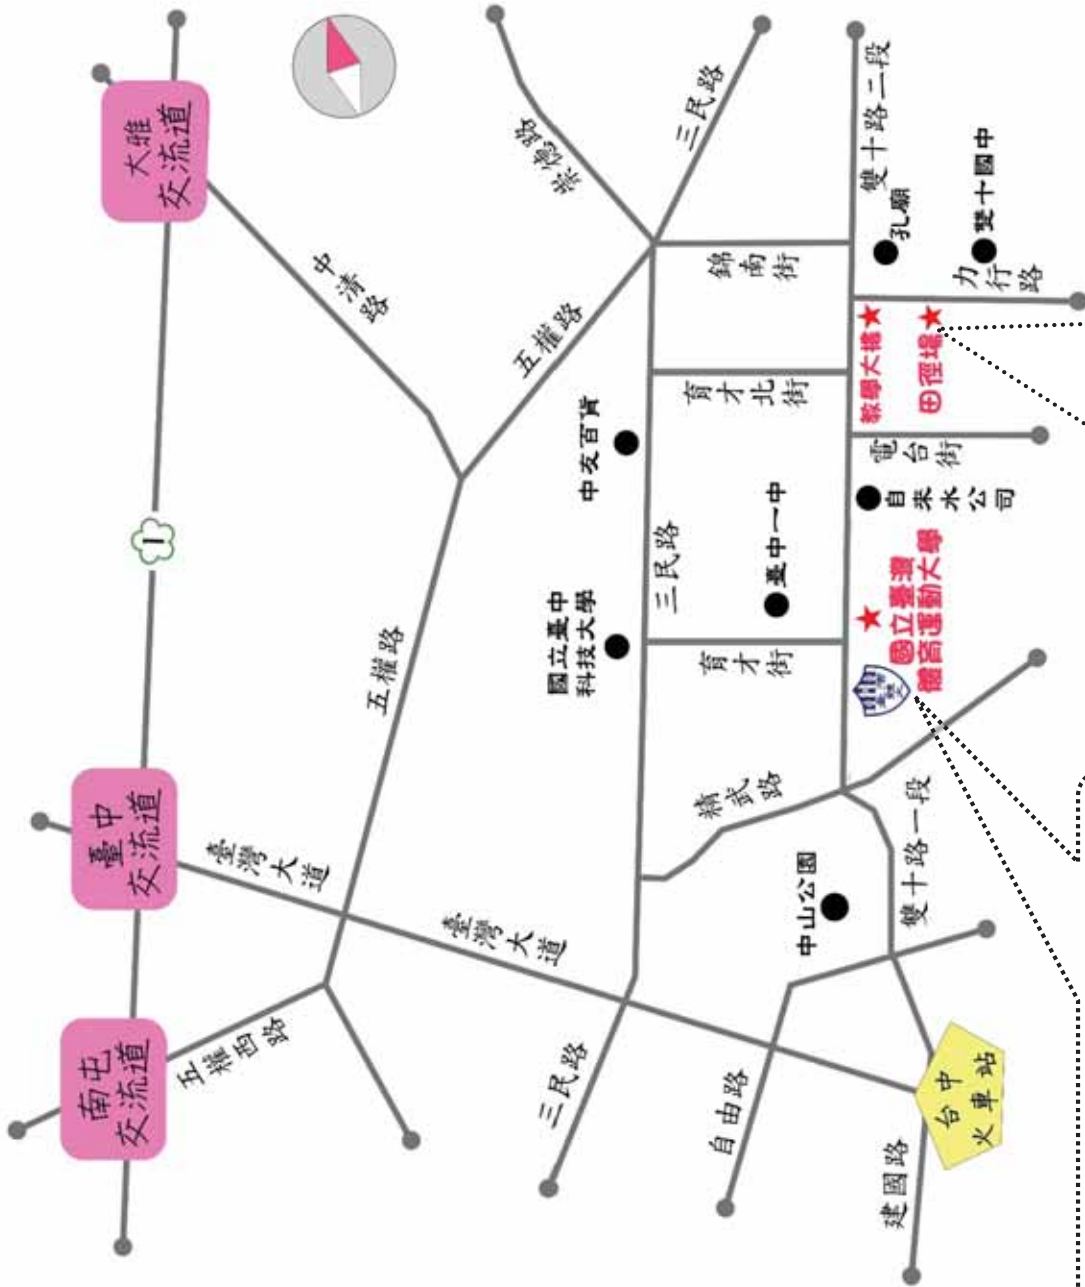 大雅
交流道
中清路
崇德路
三民路
雙十路二段
孔廟
雙十國中
力行路
錦南街
五權路
教學大樓
田徑場
育才北街
中友百貨
電台街
自來水公司
1
三民路
臺中一中
國立臺灣
體育運動大學
國立臺中
科技大學
育才街
五權路
臺中
交流道
臺灣大道
精武路
雙十路一段
中山公園
臺灣大道
南屯
交流道
五權西路
三民路
自由路
台中
火車站
建國路